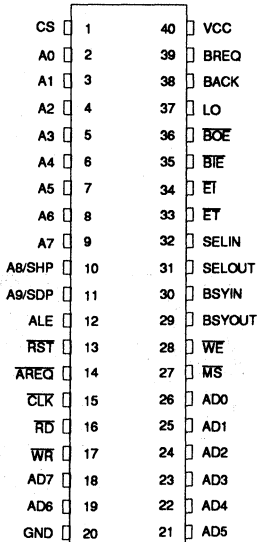 CS 1 40 VCC
A0 2 39 BREQ
A1 3 38 BACK
A2 4 37 LO
A3 5 36 BOE
A4 6 35 BIE
A5 7 34 EI
A6 8 33 ET
A7 9 32 SELIN
A8/SHP 10 31 SELOUT
A9/SDP 11 30 BSYIN
ALE 12 29 BSYOUT
RST 13 28 WE
AREQ 14 27 MS
CLK 15 26 AD0
RD 16 25 AD1
WR 17 24 AD2
AD7 18 23 AD3
AD6 19 22 AD4
GND 20 21 AD5